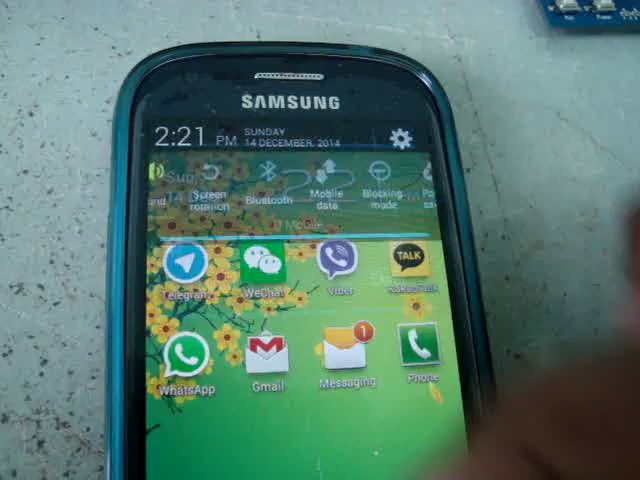 SAMSUNG
2:21 PM SUNDAY
14 DECEMBER, 2014
Screen rotation
Bluetooth
Mobile data
Blocking mode
Telegram
WeChat
Viber
TALK
KakaoTalk
WhatsApp
Gmail
1
Messaging
Phone